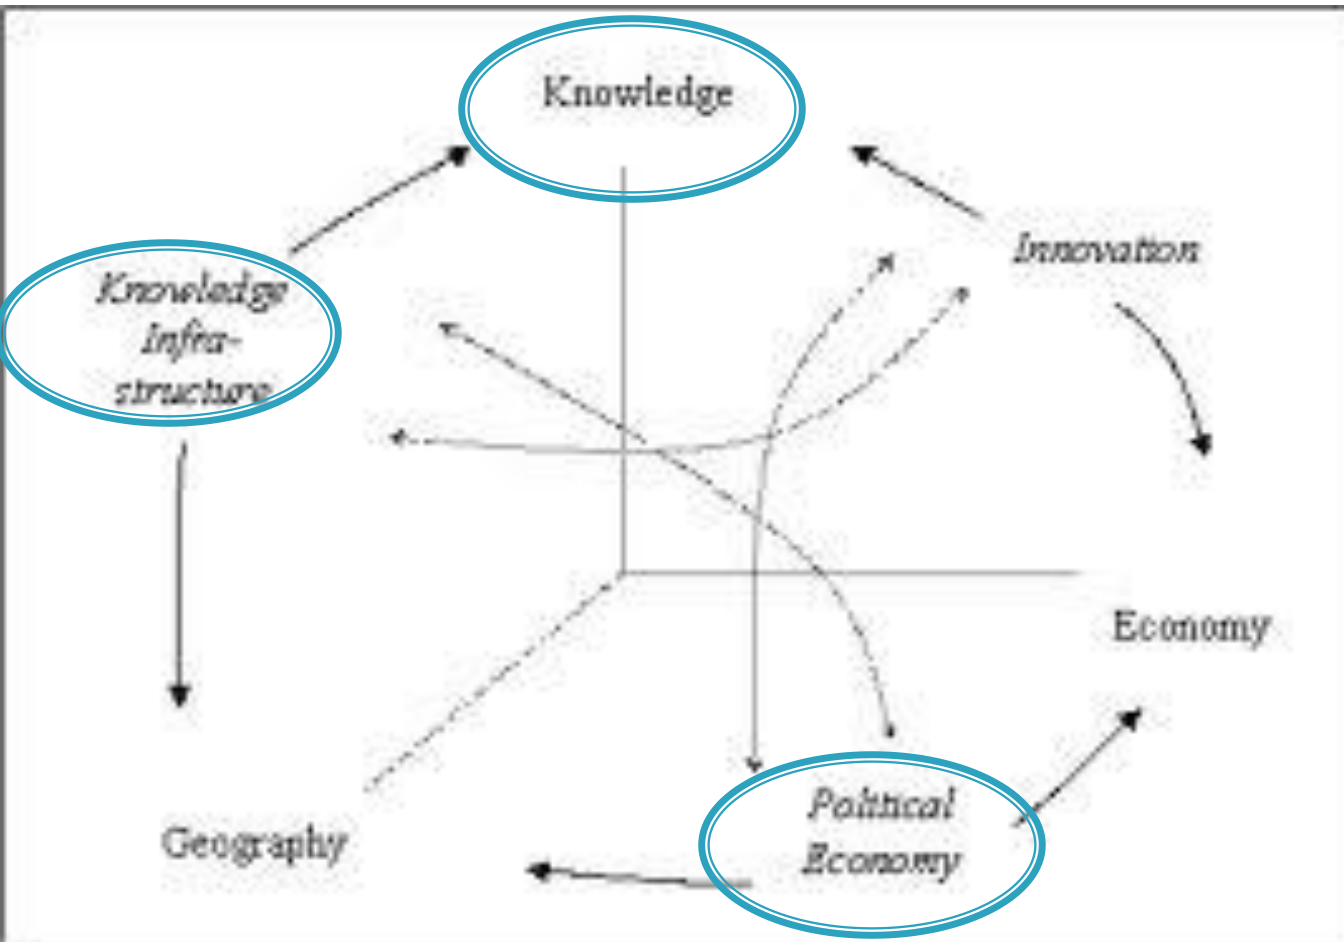 Knowledge
Innovation
Knowledge
Infra-
structure
Economy
Political
Economy
Geography